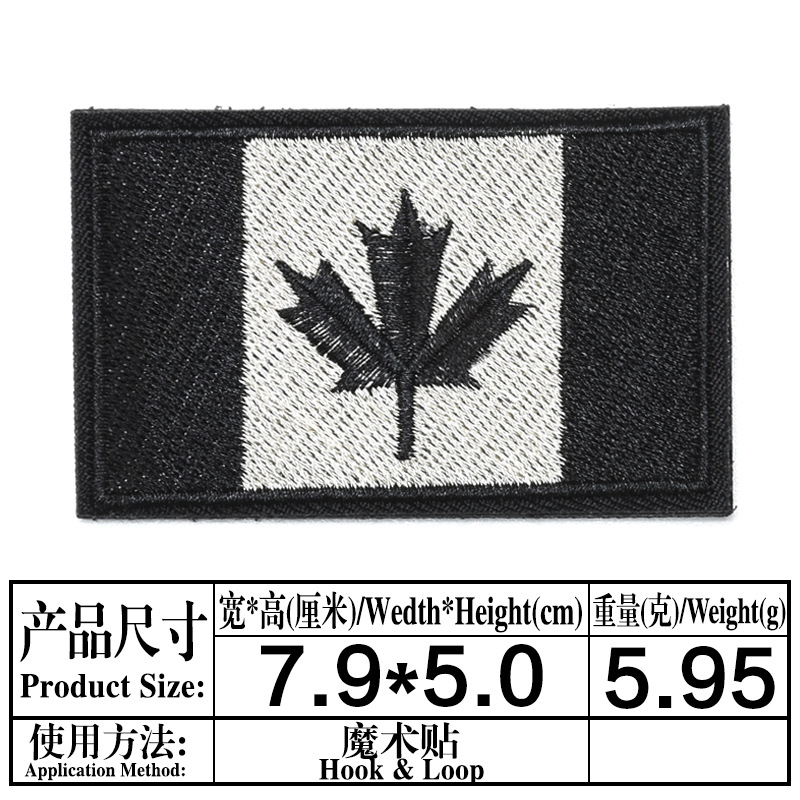 产品尺寸
Product Size:
宽*高(厘米)/Wedth*Height(cm)
重量(克)/Weight(g)
7.9*5.0
5.95
使用方法:
Application Method:
魔术贴
Hook & Loop